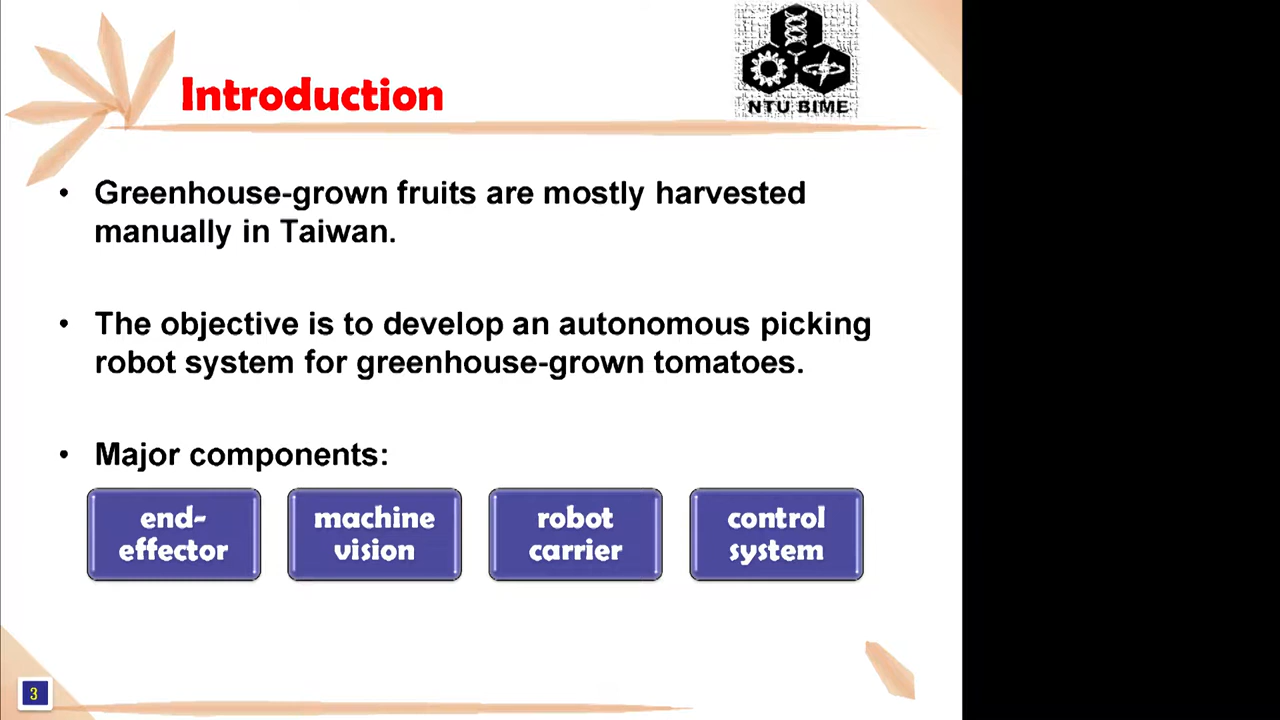 Introduction
NTU BIME
• Greenhouse-grown fruits are mostly harvested
manually in Taiwan.
• The objective is to develop an autonomous picking
robot system for greenhouse-grown tomatoes.
• Major components:
end-
effector
machine
vision
robot
carrier
control
system
3